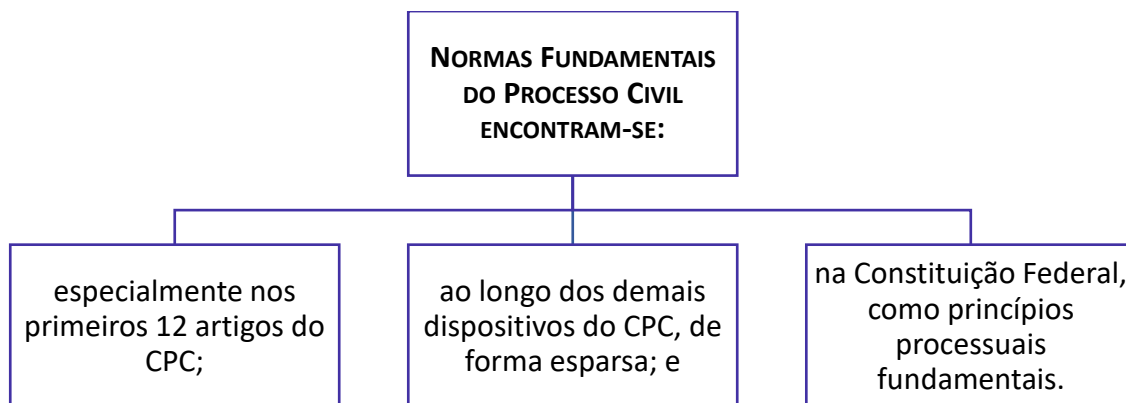 NORMAS FUNDAMENTAIS
DO PROCESSO CIVIL
ENCONTRAM-SE:
especialmente nos
primeiros 12 artigos do
CPC;
ao longo dos demais
dispositivos do CPC, de
forma esparsa; e
na Constituição Federal,
como princípios
processuais
fundamentais.